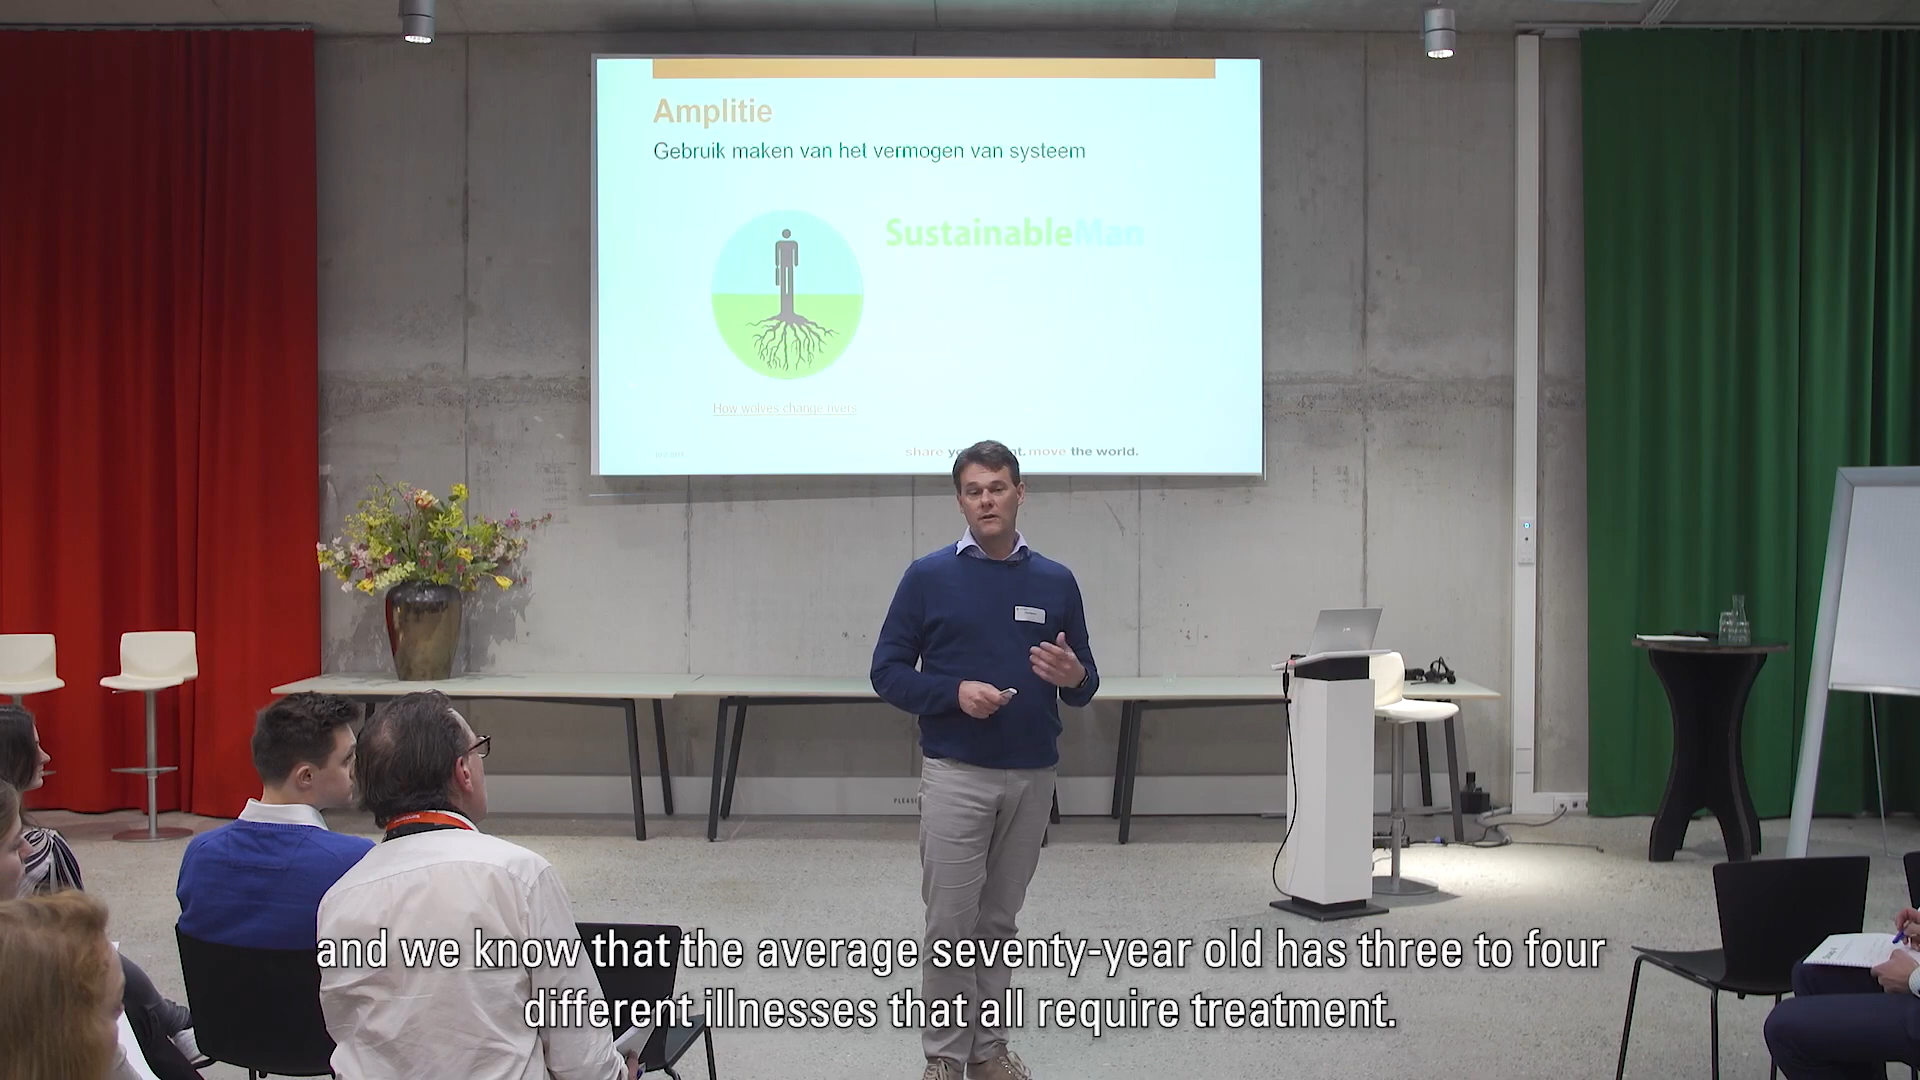 Amplitie
Gebruik maken van het vermogen van systeem
SustainableMan
How wolves change rivers
share
move the world.
PLEASE
and we know that the average seventy-year old has three to four
different illnesses that all require treatment.